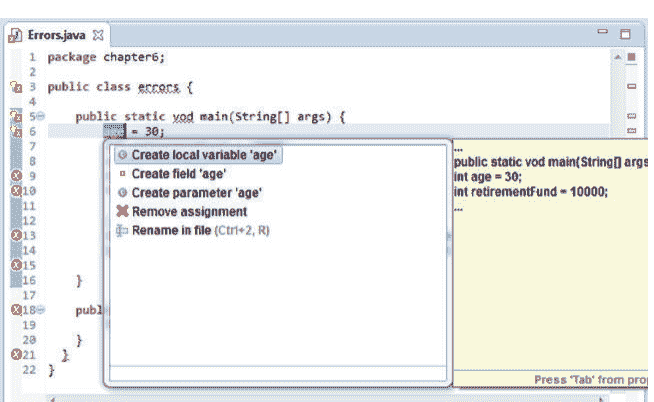 Errors.java
1 package chapter6;
2
3 public class errors {
4
5 public static vod main(String[] args) {
6 = 30;
7
8
9
10
11
12
13
14
15
16 }
17
18 publ
19
20 }
21 }
22 }
Create local variable 'age'
Create field 'age'
Create parameter 'age'
Remove assignment
Rename in file (Ctrl+2, R)
...
public static vod main(String[] args
int age = 30;
int retirementFund = 10000;
...
Press 'Tab' from prop